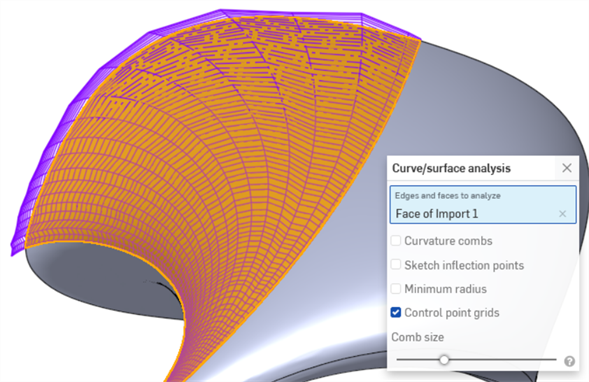 Curve/surface analysis
Edges and faces to analyze
Face of Import 1
Curvature combs
Sketch inflection points
Minimum radius
Control point grids
Comb size